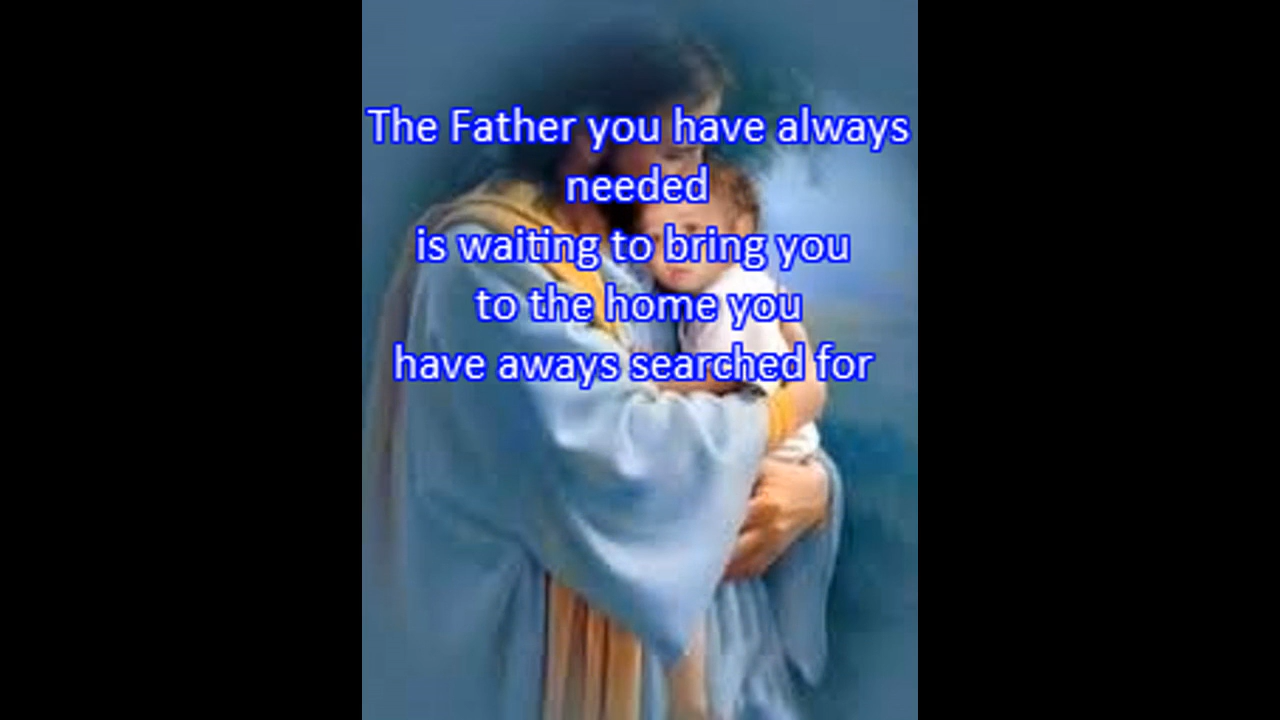 The Father you have always
needed
is waiting to bring you
to the home you
have aways searched for